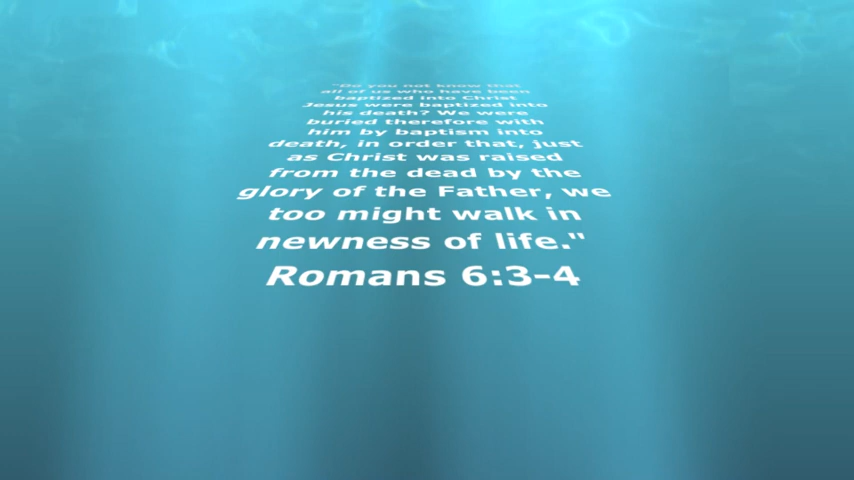 "Do you not know that
all of us who have been
baptized into Christ
Jesus were baptized into
his death? We were
buried therefore with
him by baptism into
death, in order that, just
as Christ was raised
from the dead by the
glory of the Father, we
too might walk in
newness of life."
Romans 6:3-4